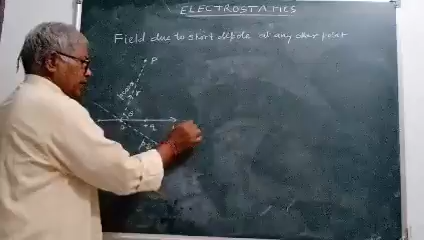 ELECTROSTATICS
Field due to short dipole at any other point
P
r
θ